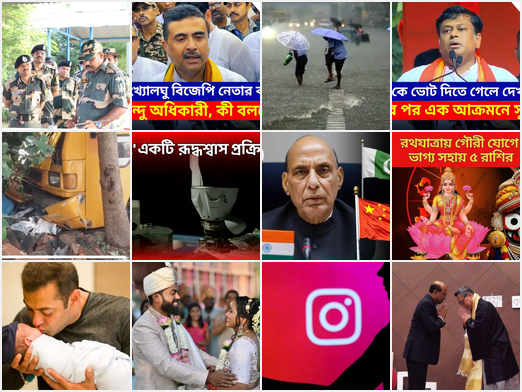 খ্যালঘু বিজেপি নেতার ব
ন্দু অধিকারী, কী বল
কে ভোট দিতে গেলে দেখ
র পর এক আক্রমনে সু
'একটি রূদ্ধশ্বাস প্রক্রি
রথযাত্রায় গৌরী যোগে
ভাগ্য সহায় ৫ রাশির